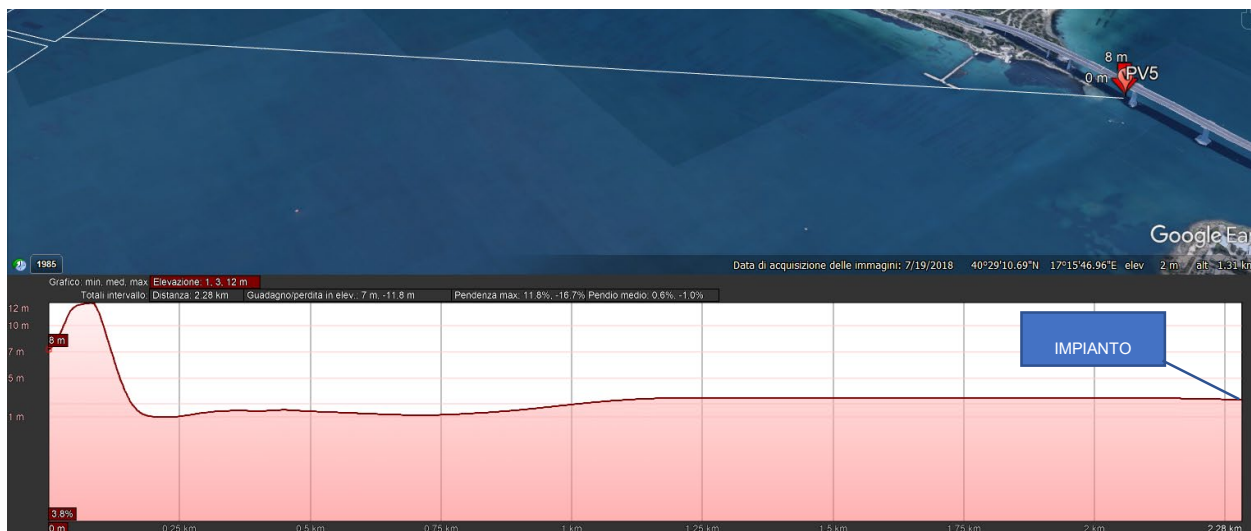 8 m
0 m PV5
Google Ea
1985
Data di acquisizione delle immagini: 7/19/2018 40°29'10.69"N 17°15'46.96"E elev 2 m alt 1.31 km
Grafico: min, med, max Elevazione: 1, 3, 12 m
Totali intervallo: Distanza: 2.28 km Guadagno/perdita in elev.: 7 m, -11.8 m Pendenza max: 11.8%, -16.7% Pendio medio: 0.6%, -1.0%
12 m
10 m
8 m
7 m
IMPIANTO
5 m
1 m
3.8%
0 m 0.25 km 0.5 km 0.75 km 1 km 1.25 km 1.5 km 1.75 km 2 km 2.28 km